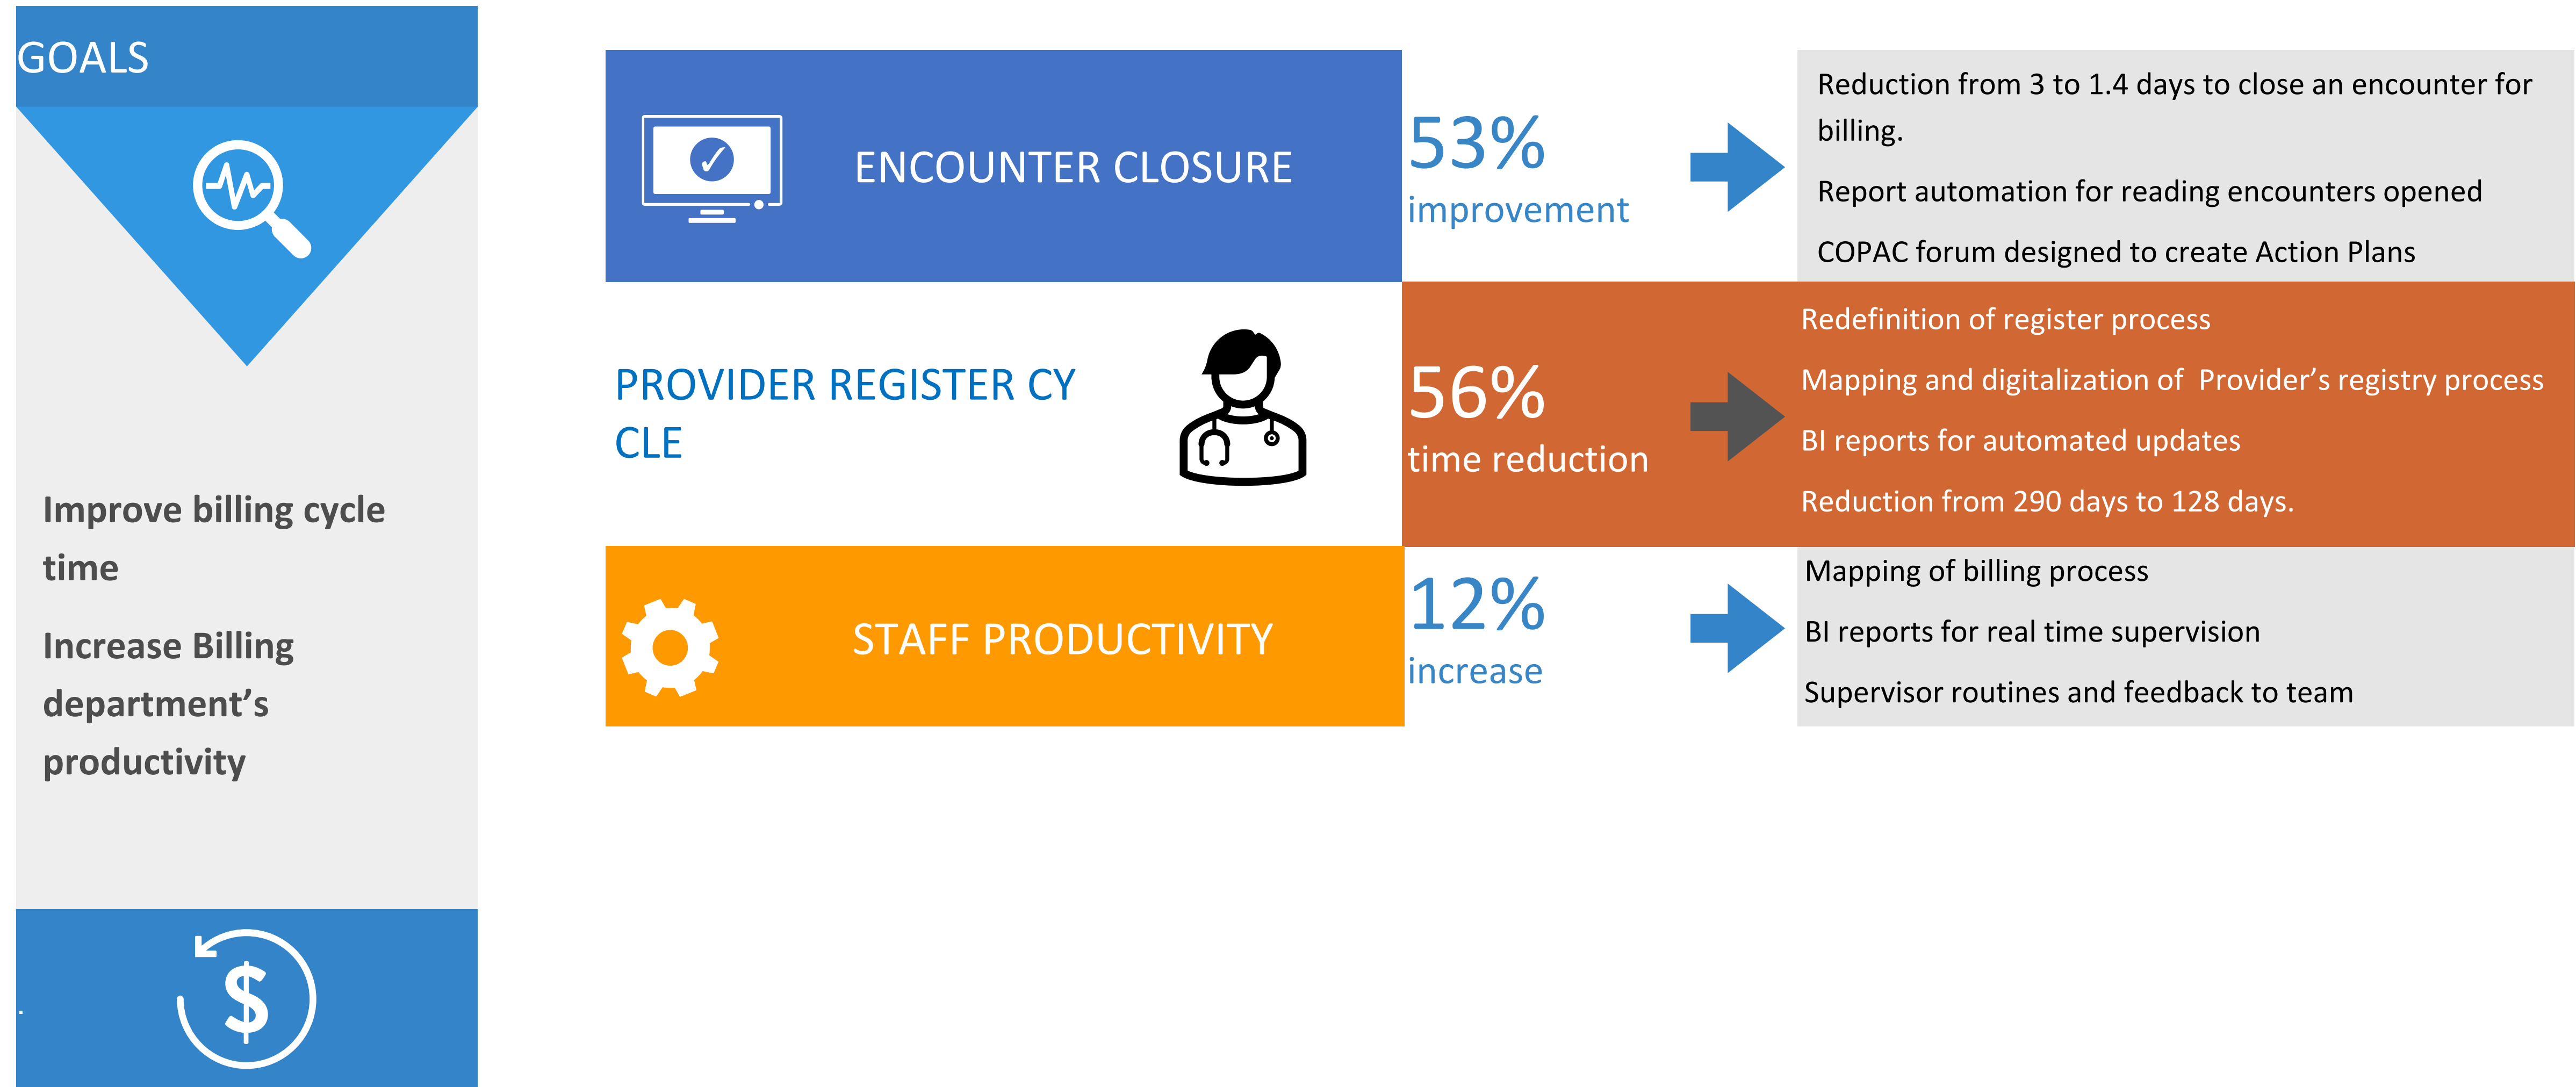 GOALS
Improve billing cycle
time
Increase Billing
department’s
productivity
$
.
ENCOUNTER CLOSURE
53%
improvement
Reduction from 3 to 1.4 days to close an encounter for
billing.
Report automation for reading encounters opened
COPAC forum designed to create Action Plans
PROVIDER REGISTER CY
CLE
56%
time reduction
Redefinition of register process
Mapping and digitalization of  Provider’s registry process
BI reports for automated updates
Reduction from 290 days to 128 days.
STAFF PRODUCTIVITY
12%
increase
Mapping of billing process
BI reports for real time supervision
Supervisor routines and feedback to team